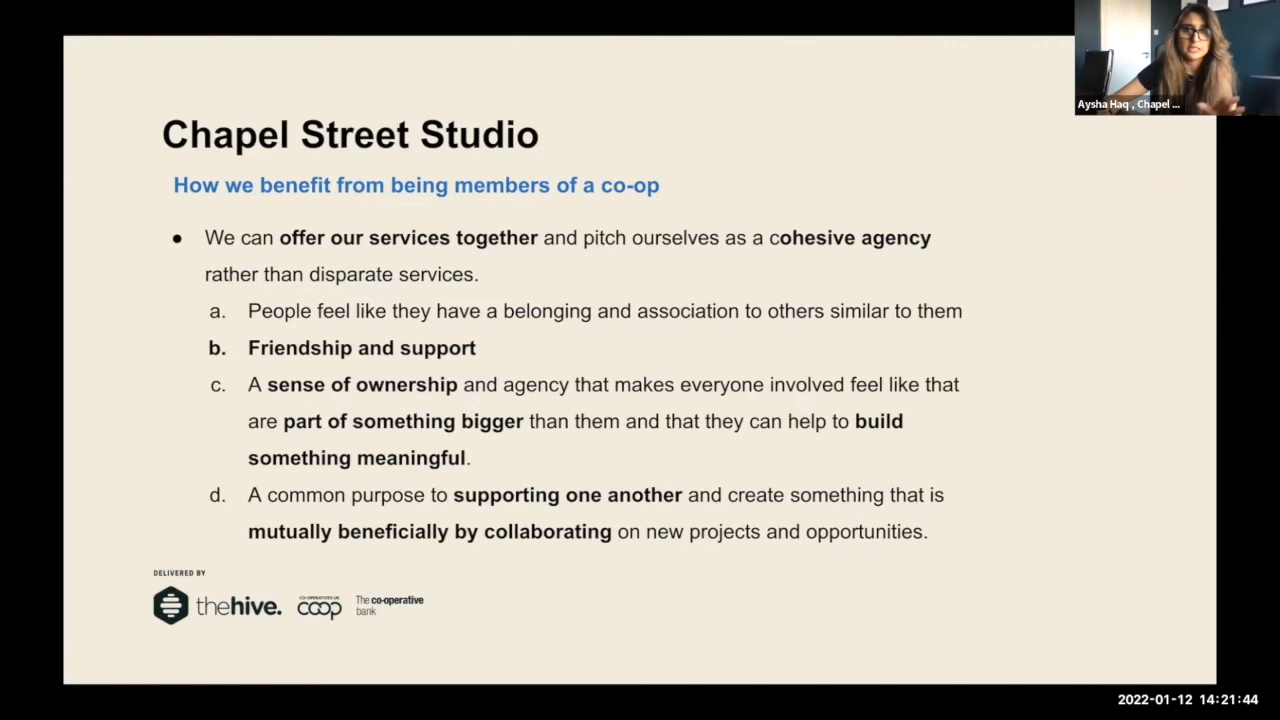 Aysha Haq , Chapel ...
Chapel Street Studio
How we benefit from being members of a co-op
● We can offer our services together and pitch ourselves as a cohesive agency
rather than disparate services.
a. People feel like they have a belonging and association to others similar to them
b. Friendship and support
c. A sense of ownership and agency that makes everyone involved feel like that
are part of something bigger than them and that they can help to build
something meaningful.
d. A common purpose to supporting one another and create something that is
mutually beneficially by collaborating on new projects and opportunities.
DELIVERED BY
thehive.
CO-OPERATIVES UK
coop
The co-operative
bank
2022-01-12 14:21:44